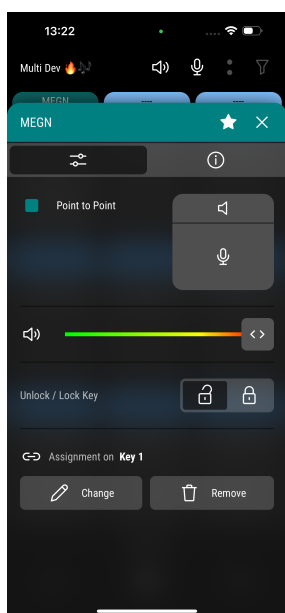 13:22
Multi Dev 🔥🎶
MEGN
MEGN
Point to Point
Unlock / Lock Key
Assignment on Key 1
Change
Remove